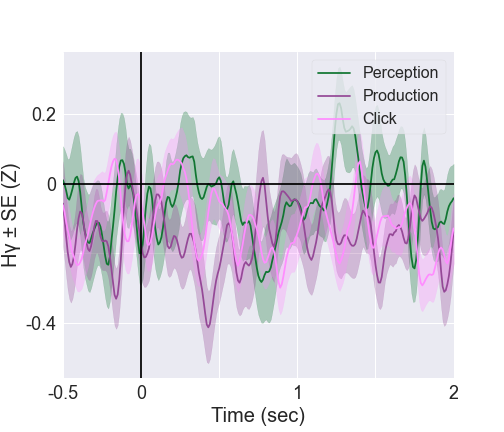 Perception
Production
Click
Hγ ± SE (Z)
0.2
0
-0.4
-0.5
0
1
2
Time (sec)